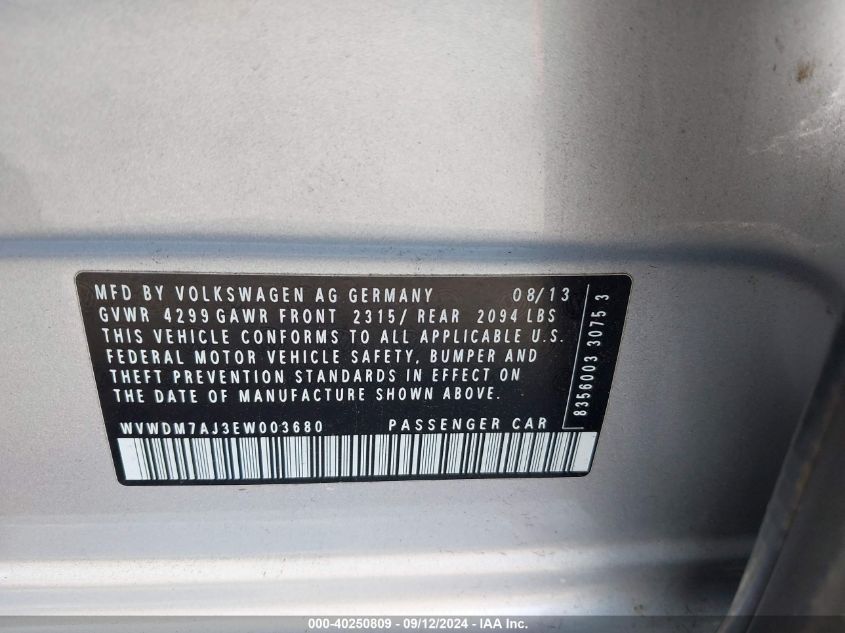 MFD BY VOLKSWAGEN AG GERMANY 08/13
GVWR 4299 GAWR FRONT 2315/ REAR 2094 LBS
THIS VEHICLE CONFORMS TO ALL APPLICABLE U.S.
FEDERAL MOTOR VEHICLE SAFETY, BUMPER AND
THEFT PREVENTION STANDARDS IN EFFECT ON
THE DATE OF MANUFACTURE SHOWN ABOVE.
WVWDM7AJ3EW003680 PASSENGER CAR
8356003 3075 3
000-40250809 - 09/12/2024 - IAA Inc.